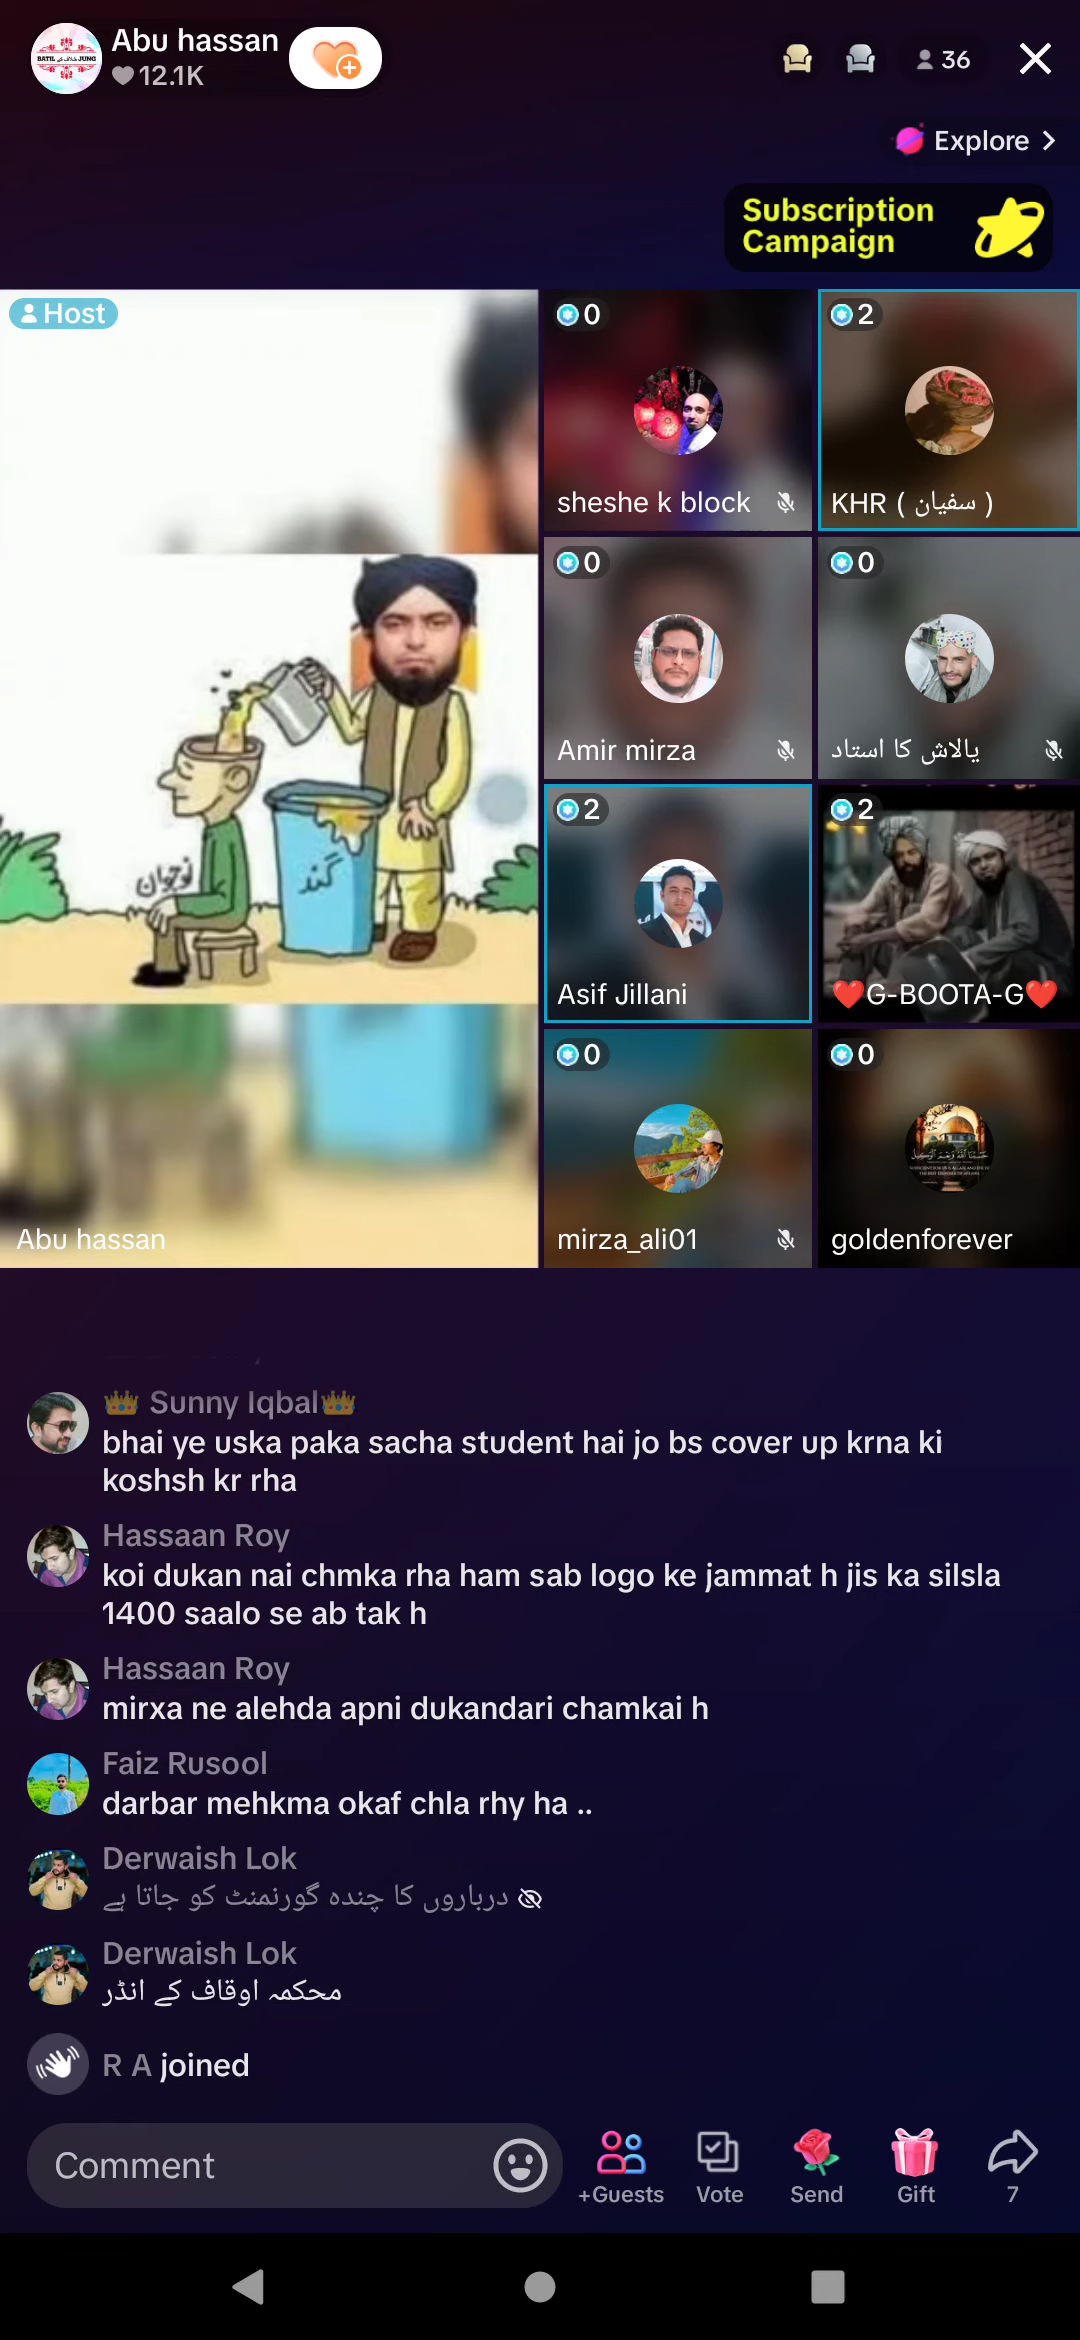 Abu hassan
12.1K
36
BATIL کے خلاف JUNG
Explore
Subscription
Campaign
Host
0
2
sheshe k block
KHR ( سفیان )
0
0
Amir mirza
یالاش کا استاد
نوجوان
گند
2
2
Asif Jillani
❤️G-BOOTA-G❤️
0
0
Abu hassan
mirza_ali01
goldenforever
👑 Sunny Iqbal👑
bhai ye uska paka sacha student hai jo bs cover up krna ki
koshsh kr rha
Hassaan Roy
koi dukan nai chmka rha ham sab logo ke jammat h jis ka silsla
1400 saalo se ab tak h
Hassaan Roy
mirxa ne alehda apni dukandari chamkai h
Faiz Rusool
darbar mehkma okaf chla rhy ha ..
Derwaish Lok
درباروں کا چندہ گورنمنٹ کو جاتا ہے
Derwaish Lok
محکمہ اوقاف کے انڈر
R A joined
Comment
+Guests
Vote
Send
Gift
7